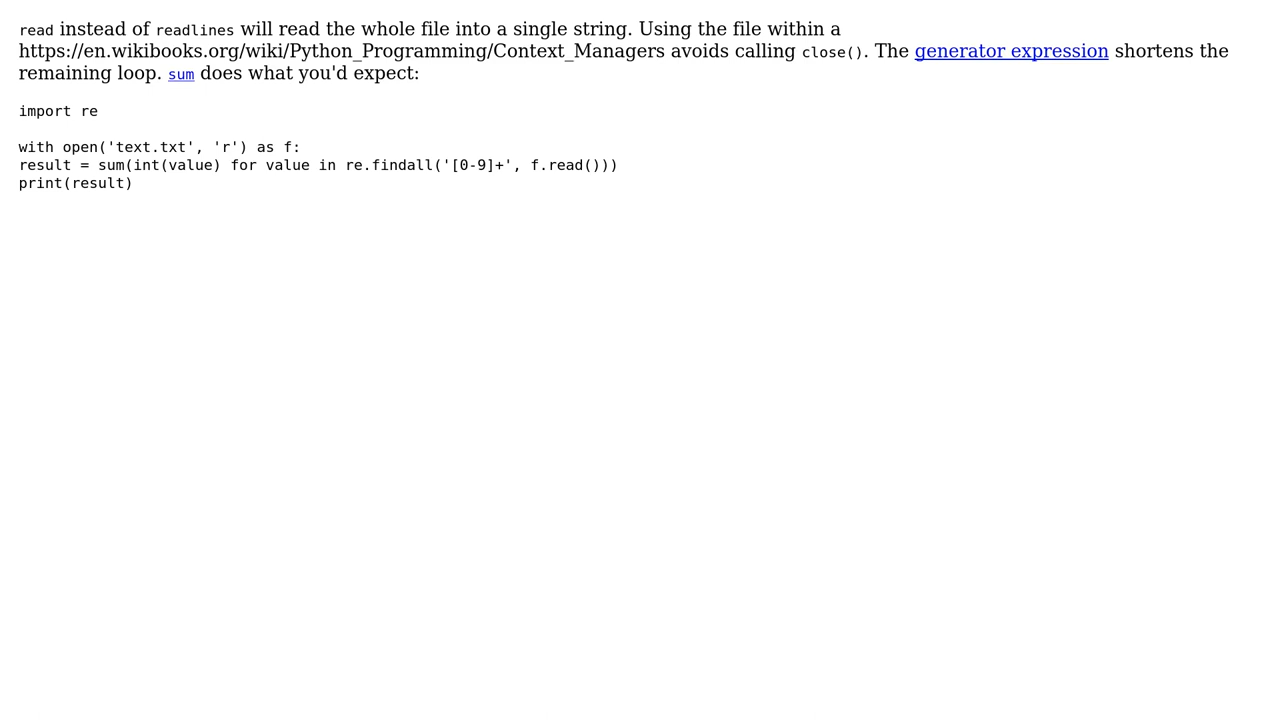 read instead of readlines will read the whole file into a single string. Using the file within a
https://en.wikibooks.org/wiki/Python_Programming/Context_Managers avoids calling close(). The generator expression shortens the
remaining loop. sum does what you'd expect:
import re
with open('text.txt', 'r') as f:
result = sum(int(value) for value in re.findall('[0-9]+', f.read()))
print(result)